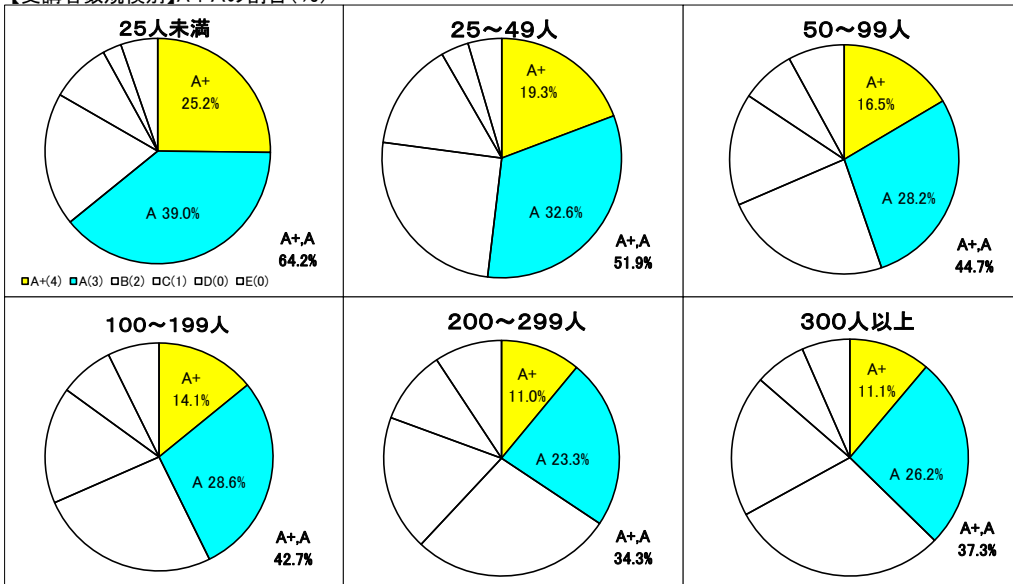 25人未満
A+
25.2%
A 39.0%
A+,A
64.2%
A+(4) A(3) B(2) C(1) D(0) E(0)
25～49人
A+
19.3%
A 32.6%
A+,A
51.9%
50～99人
A+
16.5%
A 28.2%
A+,A
44.7%
100～199人
A+
14.1%
A 28.6%
A+,A
42.7%
200～299人
A+
11.0%
A 23.3%
A+,A
34.3%
300人以上
A+
11.1%
A 26.2%
A+,A
37.3%